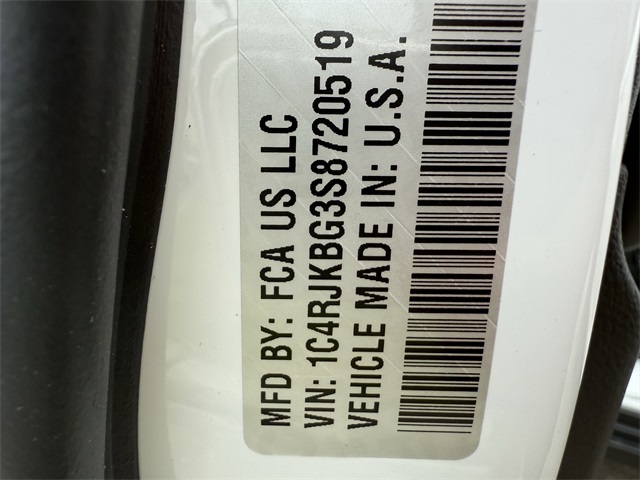 MFD BY: FCA US LLC
VIN: 1C4RJKBG3S8720519
VEHICLE MADE IN: U.S.A.